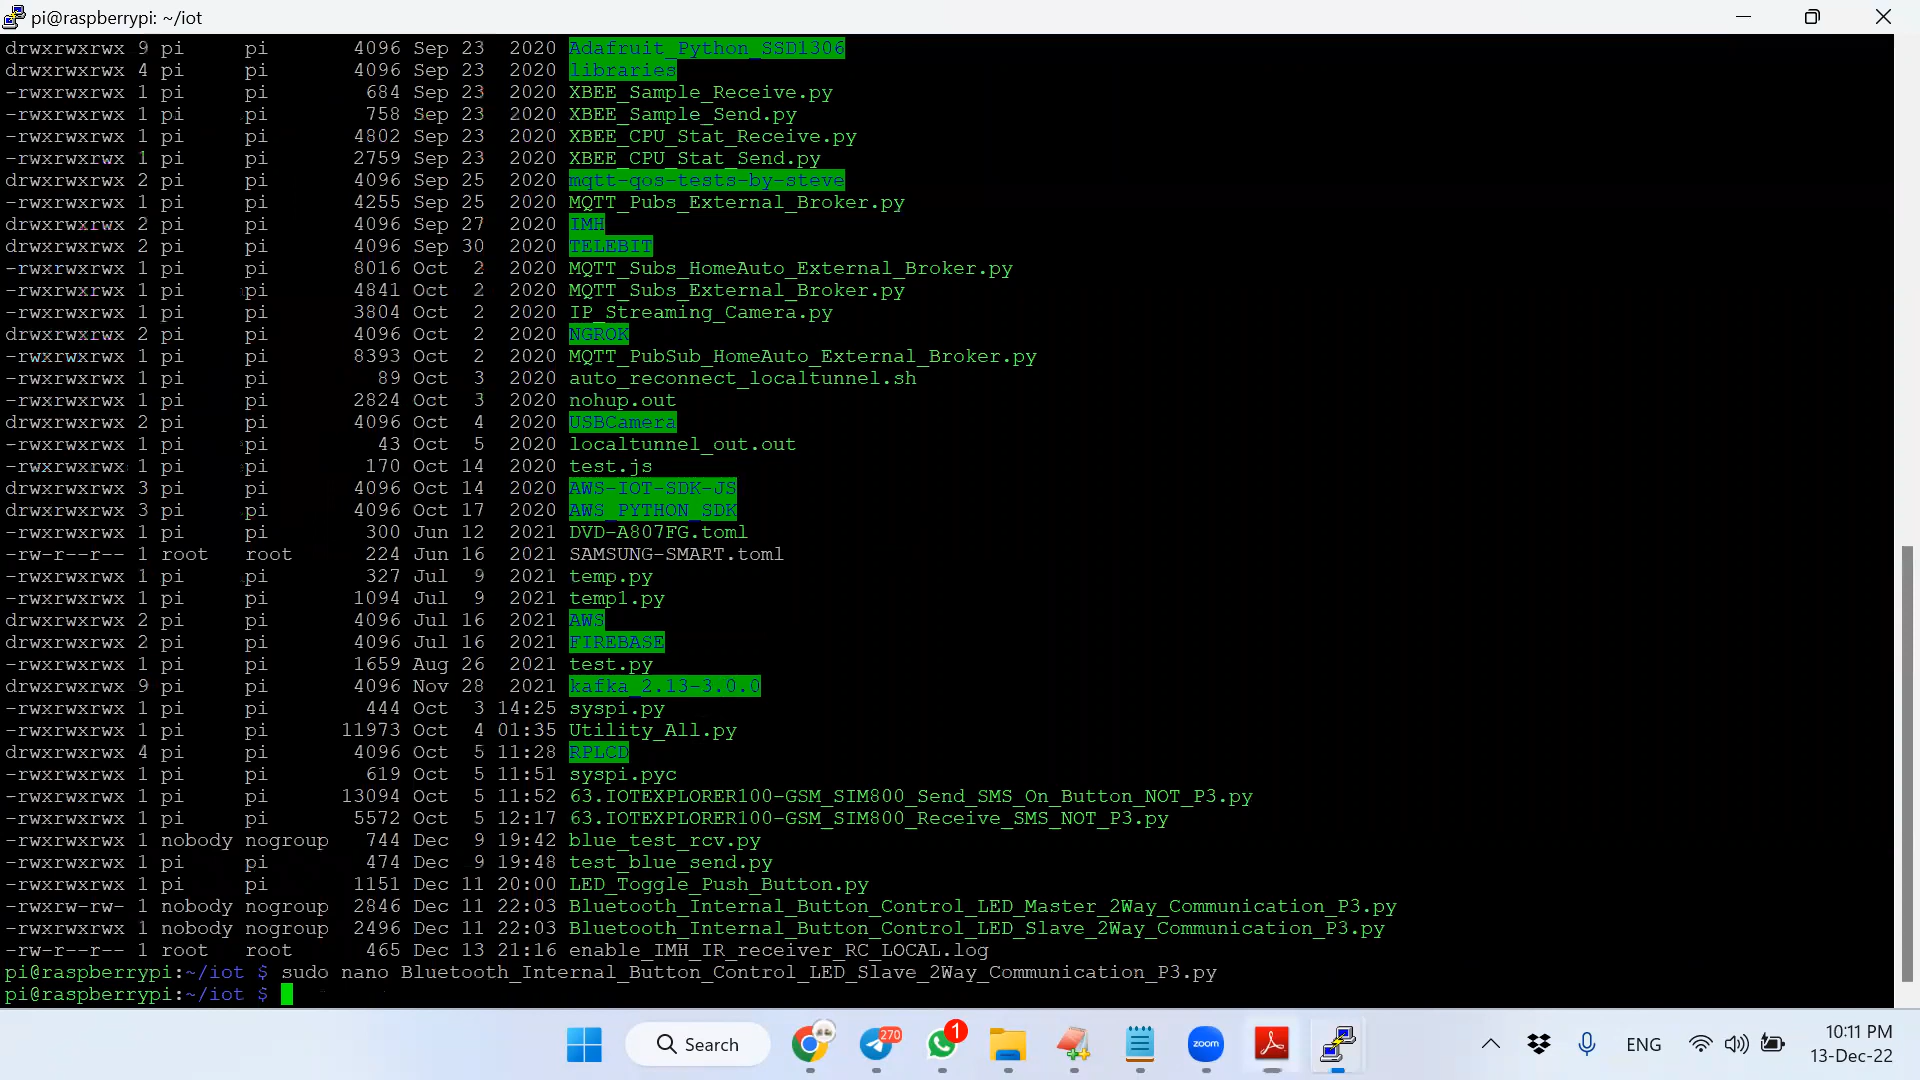 pi@raspberrypi: ~/iot
drwxrwxrwx 9 pi pi 4096 Sep 23 2020 Adafruit_Python_SSD1306
drwxrwxrwx 4 pi pi 4096 Sep 23 2020 libraries
-rwxrwxrwx 1 pi pi 684 Sep 23 2020 XBEE_Sample_Receive.py
-rwxrwxrwx 1 pi pi 758 Sep 23 2020 XBEE_Sample_Send.py
-rwxrwxrwx 1 pi pi 4802 Sep 23 2020 XBEE_CPU_Stat_Receive.py
-rwxrwxrwx 1 pi pi 2759 Sep 23 2020 XBEE_CPU_Stat_Send.py
drwxrwxrwx 2 pi pi 4096 Sep 25 2020 mqtt-qos-tests-by-steve
-rwxrwxrwx 1 pi pi 4255 Sep 25 2020 MQTT_Pubs_External_Broker.py
drwxrwxrwx 2 pi pi 4096 Sep 27 2020 IMH
drwxrwxrwx 2 pi pi 4096 Sep 30 2020 TELEBIT
-rwxrwxrwx 1 pi pi 8016 Oct 2 2020 MQTT_Subs_HomeAuto_External_Broker.py
-rwxrwxrwx 1 pi pi 4841 Oct 2 2020 MQTT_Subs_External_Broker.py
-rwxrwxrwx 1 pi pi 3804 Oct 2 2020 IP_Streaming_Camera.py
drwxrwxrwx 2 pi pi 4096 Oct 2 2020 NGROK
-rwxrwxrwx 1 pi pi 8393 Oct 2 2020 MQTT_PubSub_HomeAuto_External_Broker.py
-rwxrwxrwx 1 pi pi 89 Oct 3 2020 auto_reconnect_localtunnel.sh
-rwxrwxrwx 1 pi pi 2824 Oct 3 2020 nohup.out
drwxrwxrwx 2 pi pi 4096 Oct 4 2020 USBCamera
-rwxrwxrwx 1 pi pi 43 Oct 5 2020 localtunnel_out.out
-rwxrwxrwx 1 pi pi 170 Oct 14 2020 test.js
drwxrwxrwx 3 pi pi 4096 Oct 14 2020 AWS-IOT-SDK-JS
drwxrwxrwx 3 pi pi 4096 Oct 17 2020 AWS_PYTHON_SDK
-rwxrwxrwx 1 pi pi 300 Jun 12 2021 DVD-A807FG.toml
-rw-r--r-- 1 root root 224 Jun 16 2021 SAMSUNG-SMART.toml
-rwxrwxrwx 1 pi pi 327 Jul 9 2021 temp.py
-rwxrwxrwx 1 pi pi 1094 Jul 9 2021 temp1.py
drwxrwxrwx 2 pi pi 4096 Jul 16 2021 AWS
drwxrwxrwx 2 pi pi 4096 Jul 16 2021 FIREBASE
-rwxrwxrwx 1 pi pi 1659 Aug 26 2021 test.py
drwxrwxrwx 9 pi pi 4096 Nov 28 2021 kafka_2.13-3.0.0
-rwxrwxrwx 1 pi pi 444 Oct 3 14:25 syspi.py
-rwxrwxrwx 1 pi pi 11973 Oct 4 01:35 Utility_All.py
drwxrwxrwx 4 pi pi 4096 Oct 5 11:28 RPLCD
-rwxrwxrwx 1 pi pi 619 Oct 5 11:51 syspi.pyc
-rwxrwxrwx 1 pi pi 13094 Oct 5 11:52 63.IOTEXPLORER100-GSM_SIM800_Send_SMS_On_Button_NOT_P3.py
-rwxrwxrwx 1 pi pi 5572 Oct 5 12:17 63.IOTEXPLORER100-GSM_SIM800_Receive_SMS_NOT_P3.py
-rwxrwxrwx 1 nobody nogroup 744 Dec 9 19:42 blue_test_rcv.py
-rwxrwxrwx 1 pi pi 474 Dec 9 19:48 test_blue_send.py
-rwxrwxrwx 1 pi pi 1151 Dec 11 20:00 LED_Toggle_Push_Button.py
-rwxrw-rw- 1 nobody nogroup 2846 Dec 11 22:03 Bluetooth_Internal_Button_Control_LED_Master_2Way_Communication_P3.py
-rwxrwxrwx 1 nobody nogroup 2496 Dec 11 22:03 Bluetooth_Internal_Button_Control_LED_Slave_2Way_Communication_P3.py
-rw-r--r-- 1 root root 465 Dec 13 21:16 enable_IMH_IR_receiver_RC_LOCAL.log
pi@raspberrypi:~/iot $ sudo nano Bluetooth_Internal_Button_Control_LED_Slave_2Way_Communication_P3.py
pi@raspberrypi:~/iot $
Search
270
1
zoom
ENG
10:11 PM
13-Dec-22